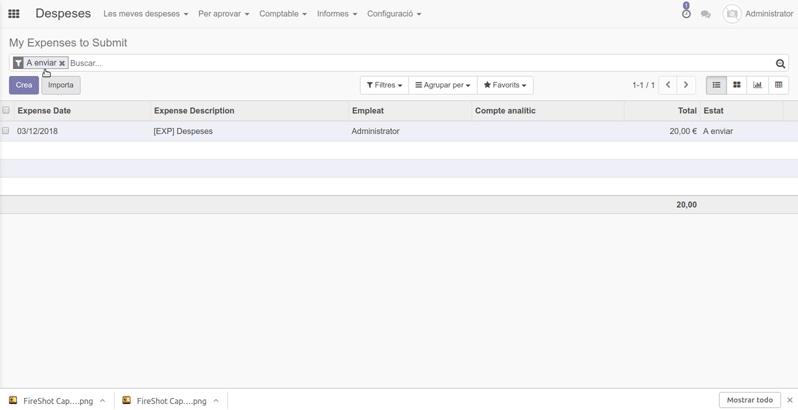 Despeses Les meves despeses Per aprovar Comptable Informes Configuració 1 Administrator
My Expenses to Submit
A enviar Buscar...
Crea Importa Filtres Agrupar per Favorits 1-1 / 1
Expense Date Expense Description Empleat Compte analític Total Estat
03/12/2018 [EXP] Despeses Administrator 20,00 € A enviar
20,00
FireShot Cap....png FireShot Cap....png Mostrar todo